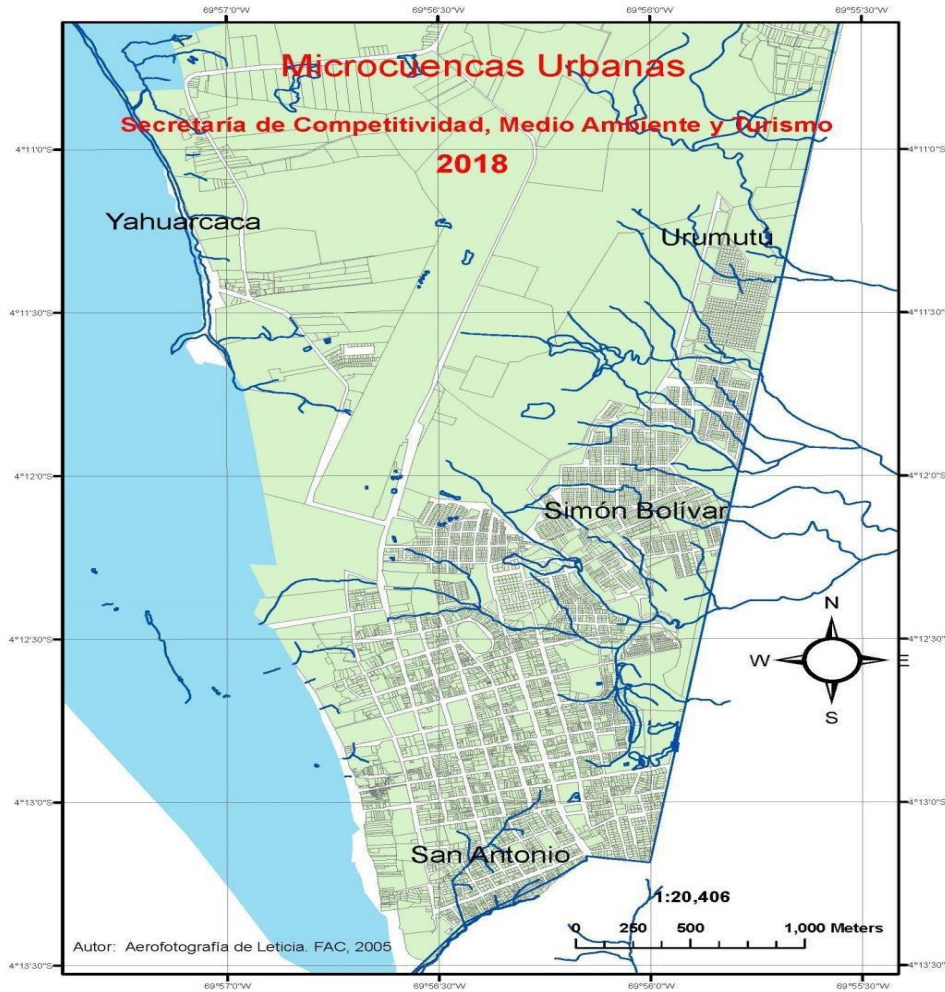 69°57'0"W 69°56'30"W 69°56'0"W 69°55'30"W
Microcuencas Urbanas
Secretaría de Competitividad, Medio Ambiente y Turismo
2018
4°11'0"S 4°11'0"S
Yahuarcaca
Urumutú
4°11'30"S 4°11'30"S
4°12'0"S 4°12'0"S
Simón Bolívar
N
4°12'30"S 4°12'30"S
W E
S
4°13'0"S 4°13'0"S
San Antonio
1:20,406
0 250 500 1,000 Meters
Autor: Aerofotografía de Leticia. FAC, 2005
4°13'30"S 4°13'30"S
69°57'0"W 69°56'30"W 69°56'0"W 69°55'30"W